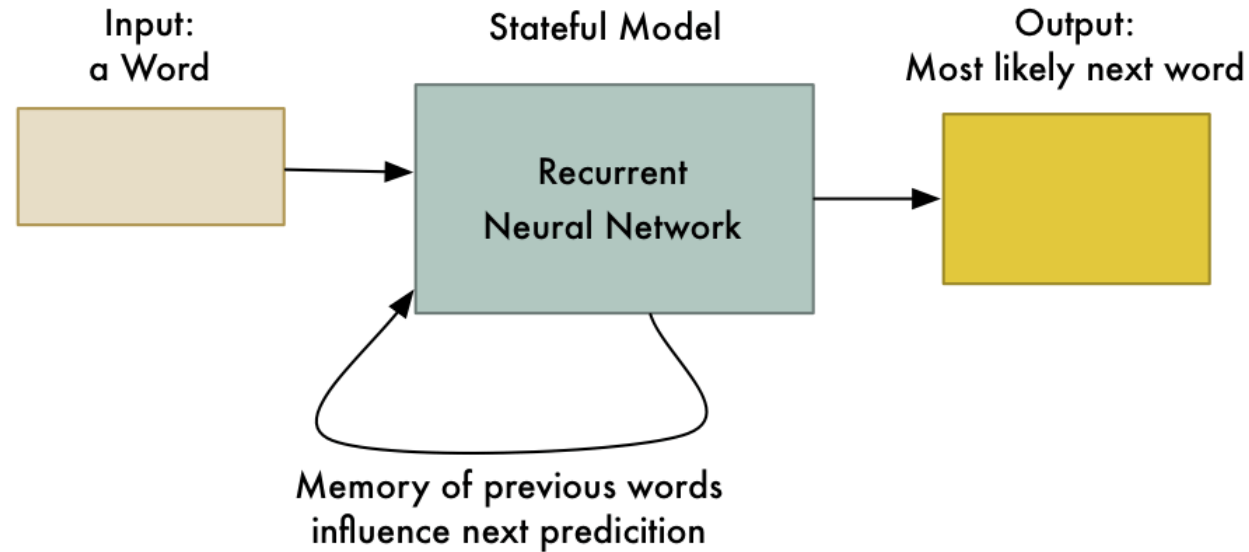 Input:
a Word
Stateful Model
Output:
Most likely next word
Recurrent
Neural Network
Memory of previous words
influence next predicition